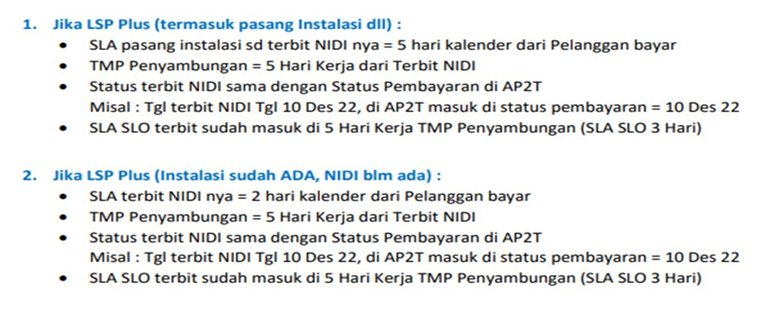 1. Jika LSP Plus (termasuk pasang Instalasi dll) :
• SLA pasang instalasi sd terbit NIDI nya = 5 hari kalender dari Pelanggan bayar
• TMP Penyambungan = 5 Hari Kerja dari Terbit NIDI
• Status terbit NIDI sama dengan Status Pembayaran di AP2T
Misal : Tgl terbit NIDI Tgl 10 Des 22, di AP2T masuk di status pembayaran = 10 Des 22
• SLA SLO terbit sudah masuk di 5 Hari Kerja TMP Penyambungan (SLA SLO 3 Hari)
2. Jika LSP Plus (Instalasi sudah ADA, NIDI blm ada) :
• SLA terbit NIDI nya = 2 hari kalender dari Pelanggan bayar
• TMP Penyambungan = 5 Hari Kerja dari Terbit NIDI
• Status terbit NIDI sama dengan Status Pembayaran di AP2T
Misal : Tgl terbit NIDI Tgl 10 Des 22, di AP2T masuk di status pembayaran = 10 Des 22
• SLA SLO terbit sudah masuk di 5 Hari Kerja TMP Penyambungan (SLA SLO 3 Hari)